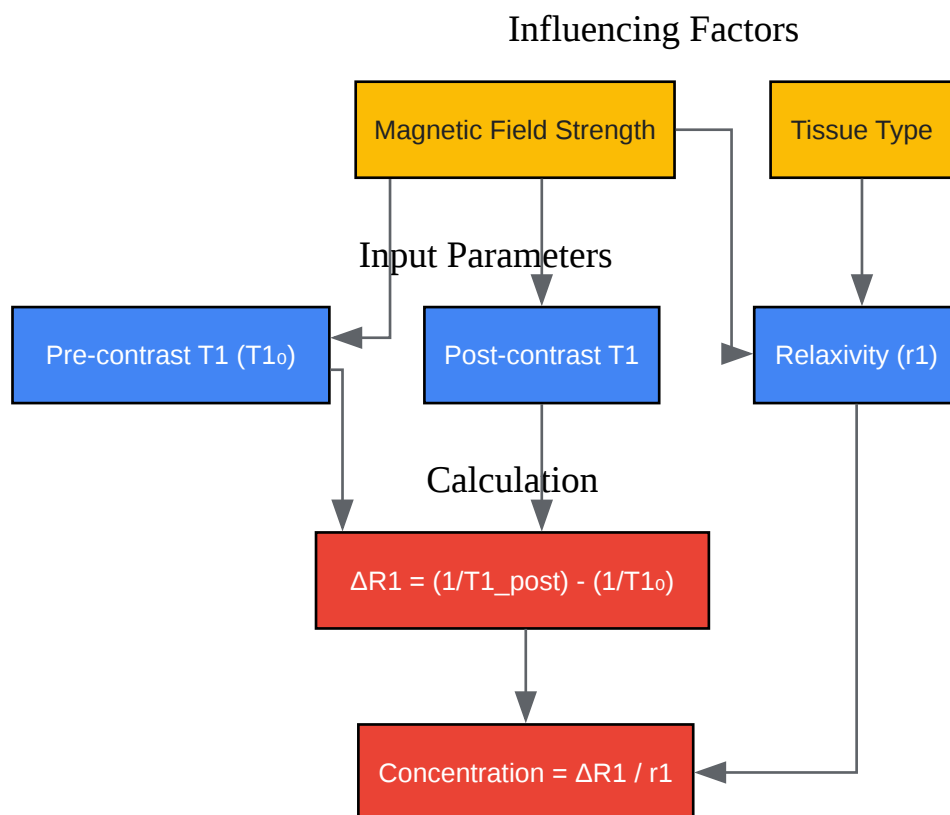 Influencing Factors
Magnetic Field Strength
Tissue Type
Input Parameters
Pre-contrast T1 (T1₀)
Post-contrast T1
Relaxivity (r1)
Calculation
ΔR1 = (1/T1_post) - (1/T1₀)
Concentration = ΔR1 / r1